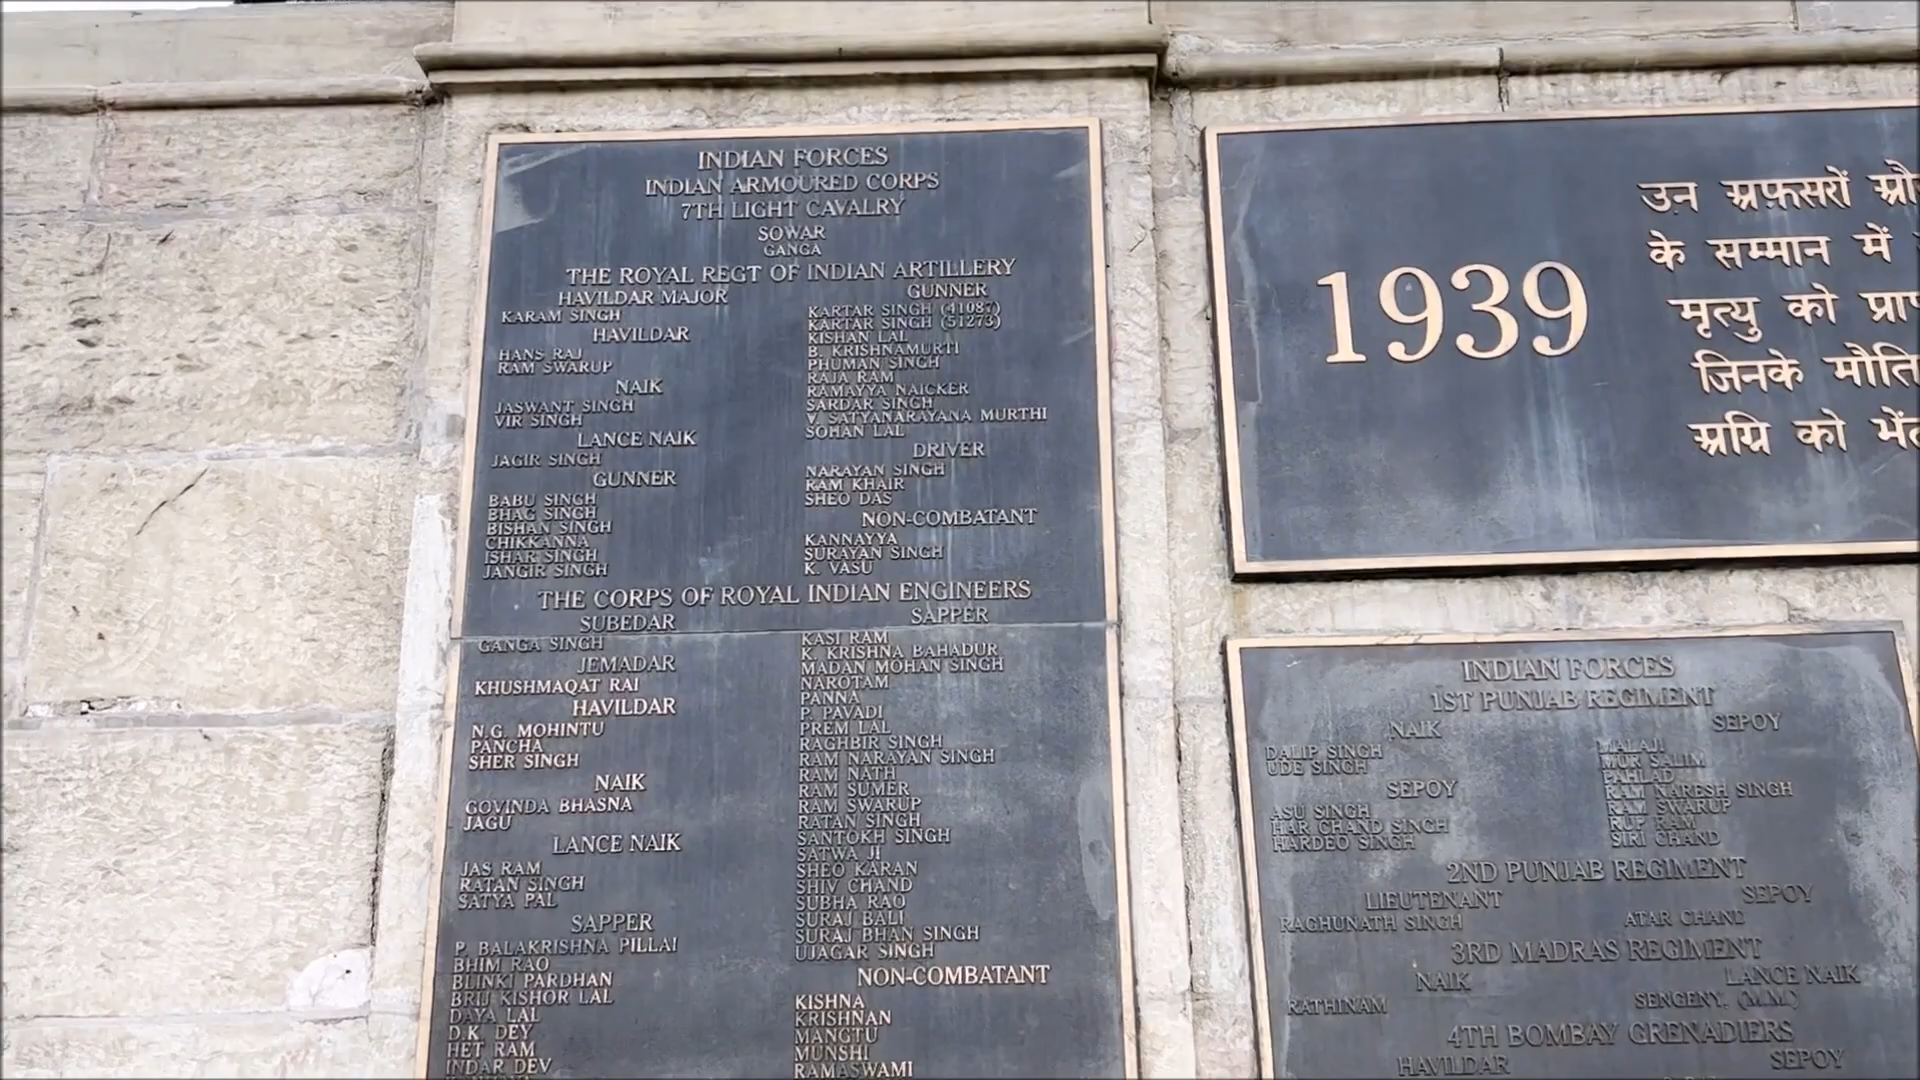 INDIAN FORCES
INDIAN ARMOURED CORPS
7TH LIGHT CAVALRY
SOWAR
GANGA
THE ROYAL REGT OF INDIAN ARTILLERY
HAVILDAR MAJOR
KARAM SINGH
HAVILDAR
HANS RAJ
RAM SWARUP
NAIK
JASWANT SINGH
VIR SINGH
LANCE NAIK
JAGIR SINGH
GUNNER
BABU SINGH
BHAG SINGH
BISHAN SINGH
CHIKKANNA
ISHAR SINGH
JANGIR SINGH
GUNNER
KARTAR SINGH (41087)
KARTAR SINGH (51273)
KISHAN LAL
B. KRISHNAMURTI
PHUMAN SINGH
RAJA RAM
RAMAYYA NAICKER
SARDAR SINGH
V. SATYANARAYANA MURTHI
SOHAN LAL
DRIVER
NARAYAN SINGH
RAM KHAIR
SHEO DAS
NON-COMBATANT
KANNAYYA
SURAYAN SINGH
K. VASU
THE CORPS OF ROYAL INDIAN ENGINEERS
SUBEDAR
GANGA SINGH
JEMADAR
KHUSHMAQAT RAI
HAVILDAR
N.G. MOHINTU
PANCHA
SHER SINGH
NAIK
GOVINDA BHASNA
JAGU
LANCE NAIK
JAS RAM
RATAN SINGH
SATYA PAL
SAPPER
P. BALAKRISHNA PILLAI
BHIM RAO
BLINKI PARDHAN
BRIJ KISHOR LAL
DAYA LAL
D.K. DEY
HET RAM
INDAR DEV
SAPPER
KASI RAM
K. KRISHNA BAHADUR
MADAN MOHAN SINGH
NAROTAM
PANNA
P. PAVADI
PREM LAL
RAGHBIR SINGH
RAM NARAYAN SINGH
RAM NATH
RAM SUMER
RAM SWARUP
RATAN SINGH
SANTOKH SINGH
SATWA JI
SHEO KARAN
SHIV CHAND
SUBHA RAO
SURAJ BALI
SURAJ BHAN SINGH
UJAGAR SINGH
NON-COMBATANT
KISHNA
KRISHNAN
MANGTU
MUNSHI
RAMASWAMI
1939
उन अफ़सरों
के सम्मान में
मृत्यु को
जिनके
अग्नि को
INDIAN FORCES
1ST PUNJAB REGIMENT
NAIK
DALIP SINGH
UDE SINGH
SEPOY
ASU SINGH
HAR CHAND SINGH
HARDEO SINGH
SEPOY
MALAJI
MUR SALIM
PAHLAD
RAM NARESH SINGH
RAM SWARUP
RUP RAM
SIRI CHAND
2ND PUNJAB REGIMENT
LIEUTENANT
RAGHUNATH SINGH
SEPOY
ATAR CHAND
3RD MADRAS REGIMENT
NAIK
RATHINAM
LANCE NAIK
SENGENY, (M.M.)
4TH BOMBAY GRENADIERS
HAVILDAR
SEPOY